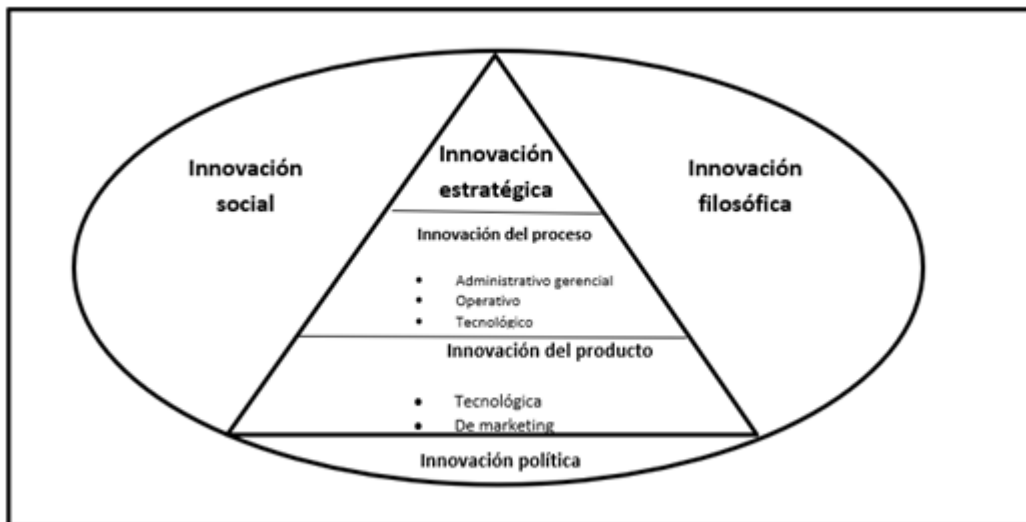 Innovación
social
Innovación
estratégica
Innovación
filosófica
Innovación del proceso
• Administrativo gerencial
• Operativo
• Tecnológico
Innovación del producto
• Tecnológica
• De marketing
Innovación política